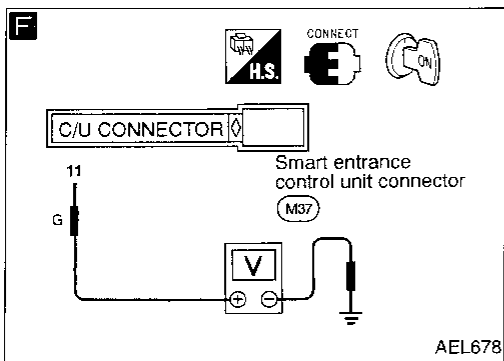 F
CONNECT
H.S.
ON
C/U CONNECTOR
11
Smart entrance
control unit connector
M37
G
V
+ −
AEL678